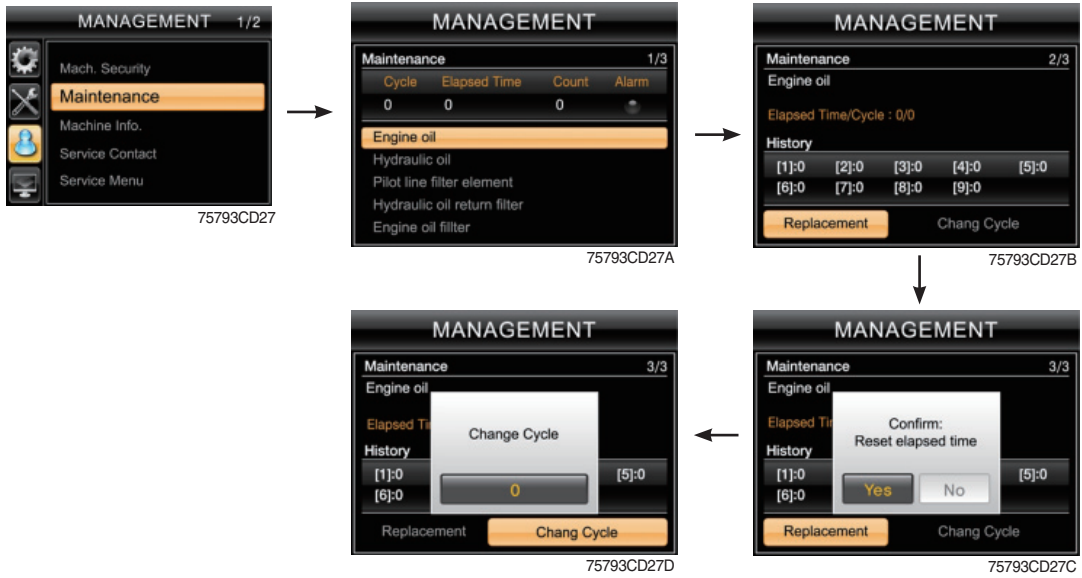 MANAGEMENT 1/2
Mach. Security
Maintenance
Machine Info.
Service Contact
Service Menu
75793CD27
MANAGEMENT
Maintenance 1/3
Cycle Elapsed Time Count Alarm
0 0 0
Engine oil
Hydraulic oil
Pilot line filter element
Hydraulic oil return filter
Engine oil fillter
75793CD27A
MANAGEMENT
Maintenance 2/3
Engine oil
Elapsed Time/Cycle : 0/0
History
[1]:0 [2]:0 [3]:0 [4]:0 [5]:0
[6]:0 [7]:0 [8]:0 [9]:0
Replacement Chang Cycle
75793CD27B
MANAGEMENT
Maintenance 3/3
Engine oil
Elapsed Ti
Change Cycle
History
[1]:0 [5]:0
[6]:0
0
Replacement Chang Cycle
75793CD27D
MANAGEMENT
Maintenance 3/3
Engine oil
Elapsed Tir
Confirm:
Reset elapsed time
History
[1]:0 [5]:0
[6]:0
Yes No
Replacement Chang Cycle
75793CD27C